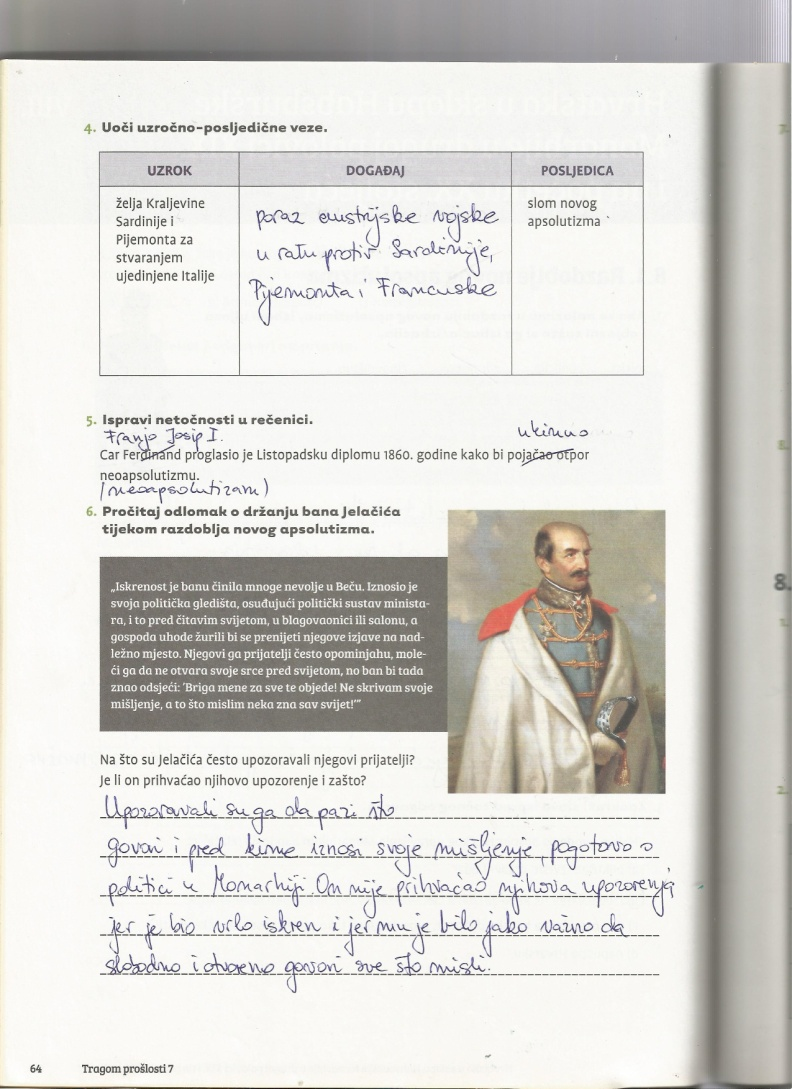 4. Uoči uzročno-posljedične veze.
UZROK DOGAĐAJ POSLJEDICA
želja Kraljevine
Sardinije i
Pijemonta za
stvaranjem
ujedinjene Italije
poraz austrijske vojske
u ratu protiv Sardinije,
Pijemonta i Francuske
slom novog
apsolutizma
5. Ispravi netočnosti u rečenici.
Franjo Josip I. ukinuo
Car Ferdinand proglasio je Listopadsku diplomu 1860. godine kako bi pojačao otpor
neoapsolutizmu.
(neoapsolutizam)
6. Pročitaj odlomak o držanju bana Jelačića
tijekom razdoblja novog apsolutizma.
„Iskrenost je banu činila mnoge nevolje u Beču. Iznosio je
svoja politička gledišta, osuđujući politički sustav minista-
ra, i to pred čitavim svijetom, u blagovaonici ili salonu, a
gospoda uhode žurili bi se prenijeti njegove izjave na nad-
ležno mjesto. Njegovi ga prijatelji često opominjahu, mole-
ći ga da ne otvara svoje srce pred svijetom, no ban bi tada
znao odsjeći: ’Briga mene za sve te objede! Ne skrivam svoje
mišljenje, a to što mislim neka zna sav svijet!’”
Na što su Jelačića često upozoravali njegovi prijatelji?
Je li on prihvaćao njihovo upozorenje i zašto?
Upozoravali su ga da pazi što
govori i pred kime iznosi svoje mišljenje, pogotovo o
politici u Monarhiji. On nije prihvaćao njihova upozorenja
jer je bio vrlo iskren i jer mu je bilo jako važno da
slobodno i otvoreno govori sve što misli.
64 Tragom prošlosti 7
8.